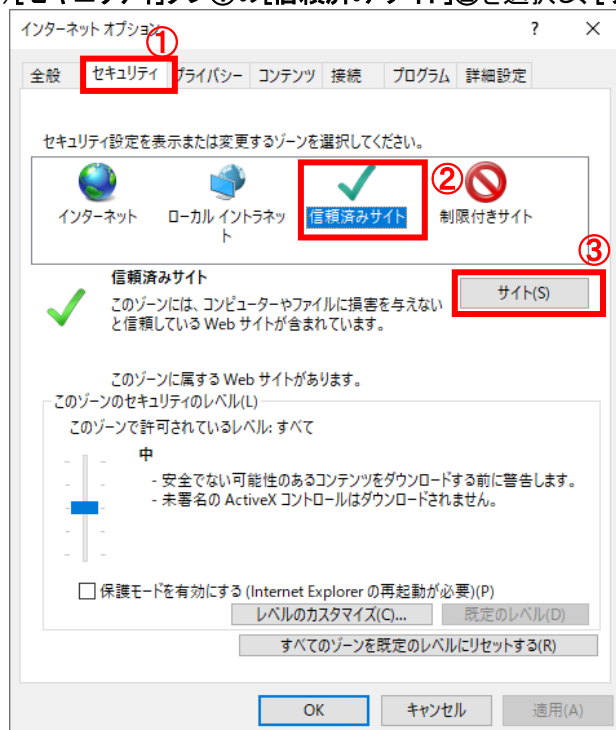 インターネット オプション
?
×
①
全般
セキュリティ
プライバシー
コンテンツ
接続
プログラム
詳細設定
セキュリティ設定を表示または変更するゾーンを選択してください。
②
インターネット
ローカル イントラネッ
ト
信頼済みサイト
制限付きサイト
③
信頼済みサイト
サイト(S)
このゾーンには、コンピューターやファイルに損害を与えない
と信頼している Web サイトが含まれています。
このゾーンに属する Web サイトがあります。
このゾーンのセキュリティのレベル(L)
このゾーンで許可されているレベル: すべて
中
- 安全でない可能性のあるコンテンツをダウンロードする前に警告します。
- 未署名の ActiveX コントロールはダウンロードされません。
保護モードを有効にする (Internet Explorer の再起動が必要)(P)
レベルのカスタマイズ(C)...
既定のレベル(D)
すべてのゾーンを既定のレベルにリセットする(R)
OK
キャンセル
適用(A)